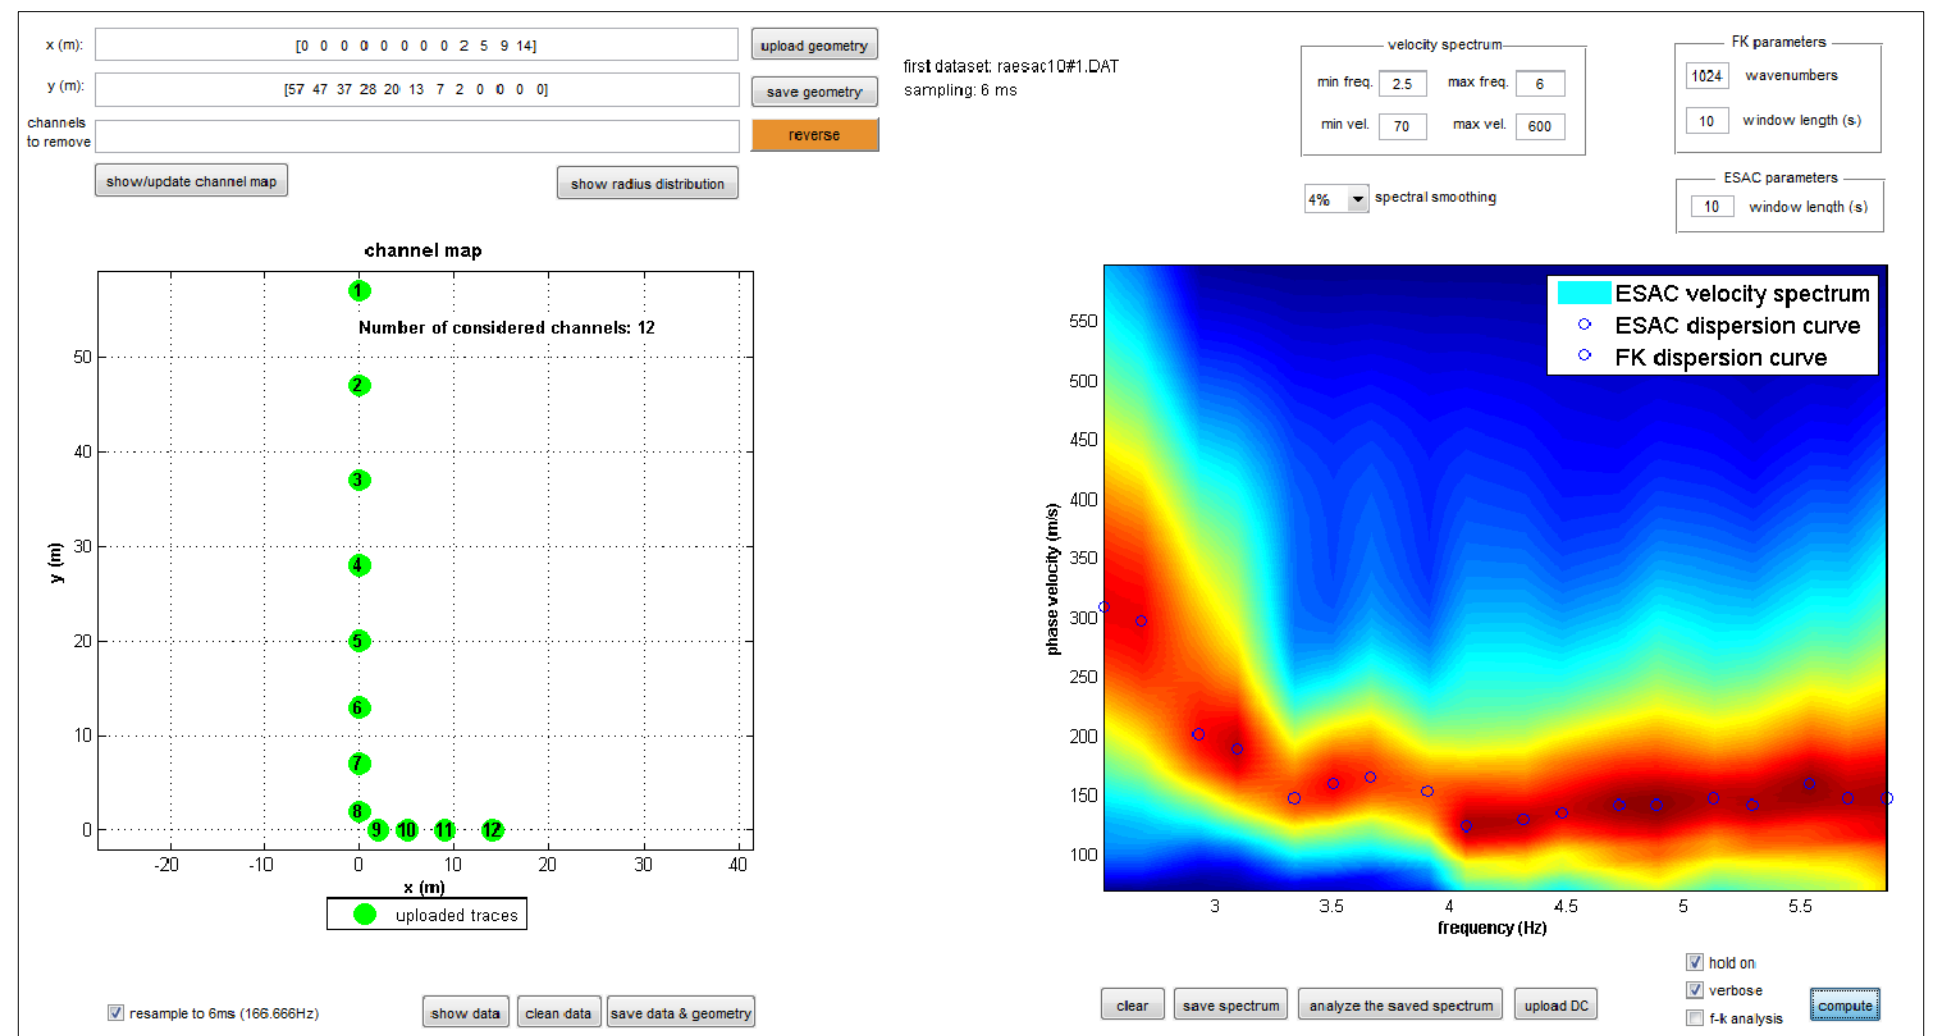 x (m): [0 0 0 0 0 0 0 0 2 5 9 14] upload geometry
y (m): [57 47 37 28 20 13 7 2 0 0 0 0] save geometry
channels
to remove
reverse
show/update channel map
show radius distribution
first dataset: raesac10#1.DAT
sampling: 6 ms
velocity spectrum
min freq. 2.5 max freq. 6
min vel. 70 max vel. 600
4% spectral smoothing
FK parameters
1024 wavenumbers
10 window length (s)
ESAC parameters
10 window length (s)
channel map
Number of considered channels: 12
1
2
3
4
5
6
7
8
9 10 11 12
50
40
30
20
10
0
y (m)
-20 -10 0 10 20 30 40
x (m)
uploaded traces
resample to 6ms (166.666Hz)
show data
clean data
save data & geometry
ESAC velocity spectrum
ESAC dispersion curve
FK dispersion curve
550
500
450
400
350
300
250
200
150
100
phase velocity (m/s)
3 3.5 4 4.5 5 5.5
frequency (Hz)
hold on
verbose
f-k analysis
clear
save spectrum
analyze the saved spectrum
upload DC
compute